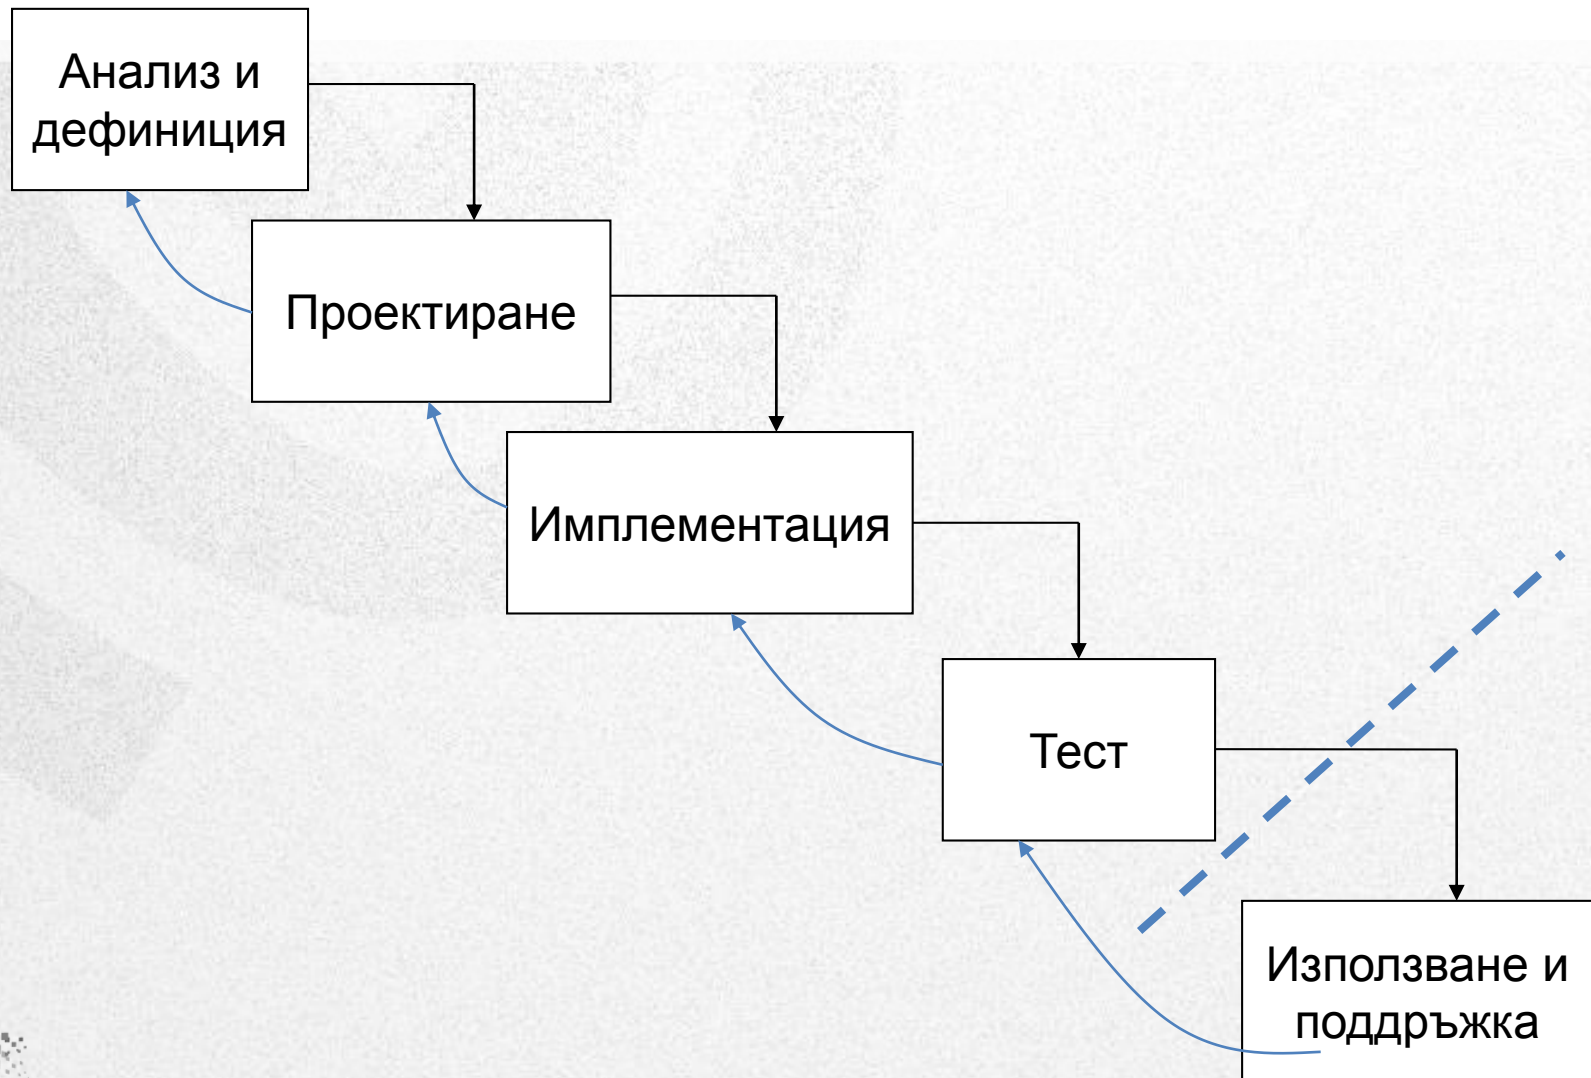 Анализ и
дефиниция
Проектиране
Имплементация
Тест
Използване и
поддръжка